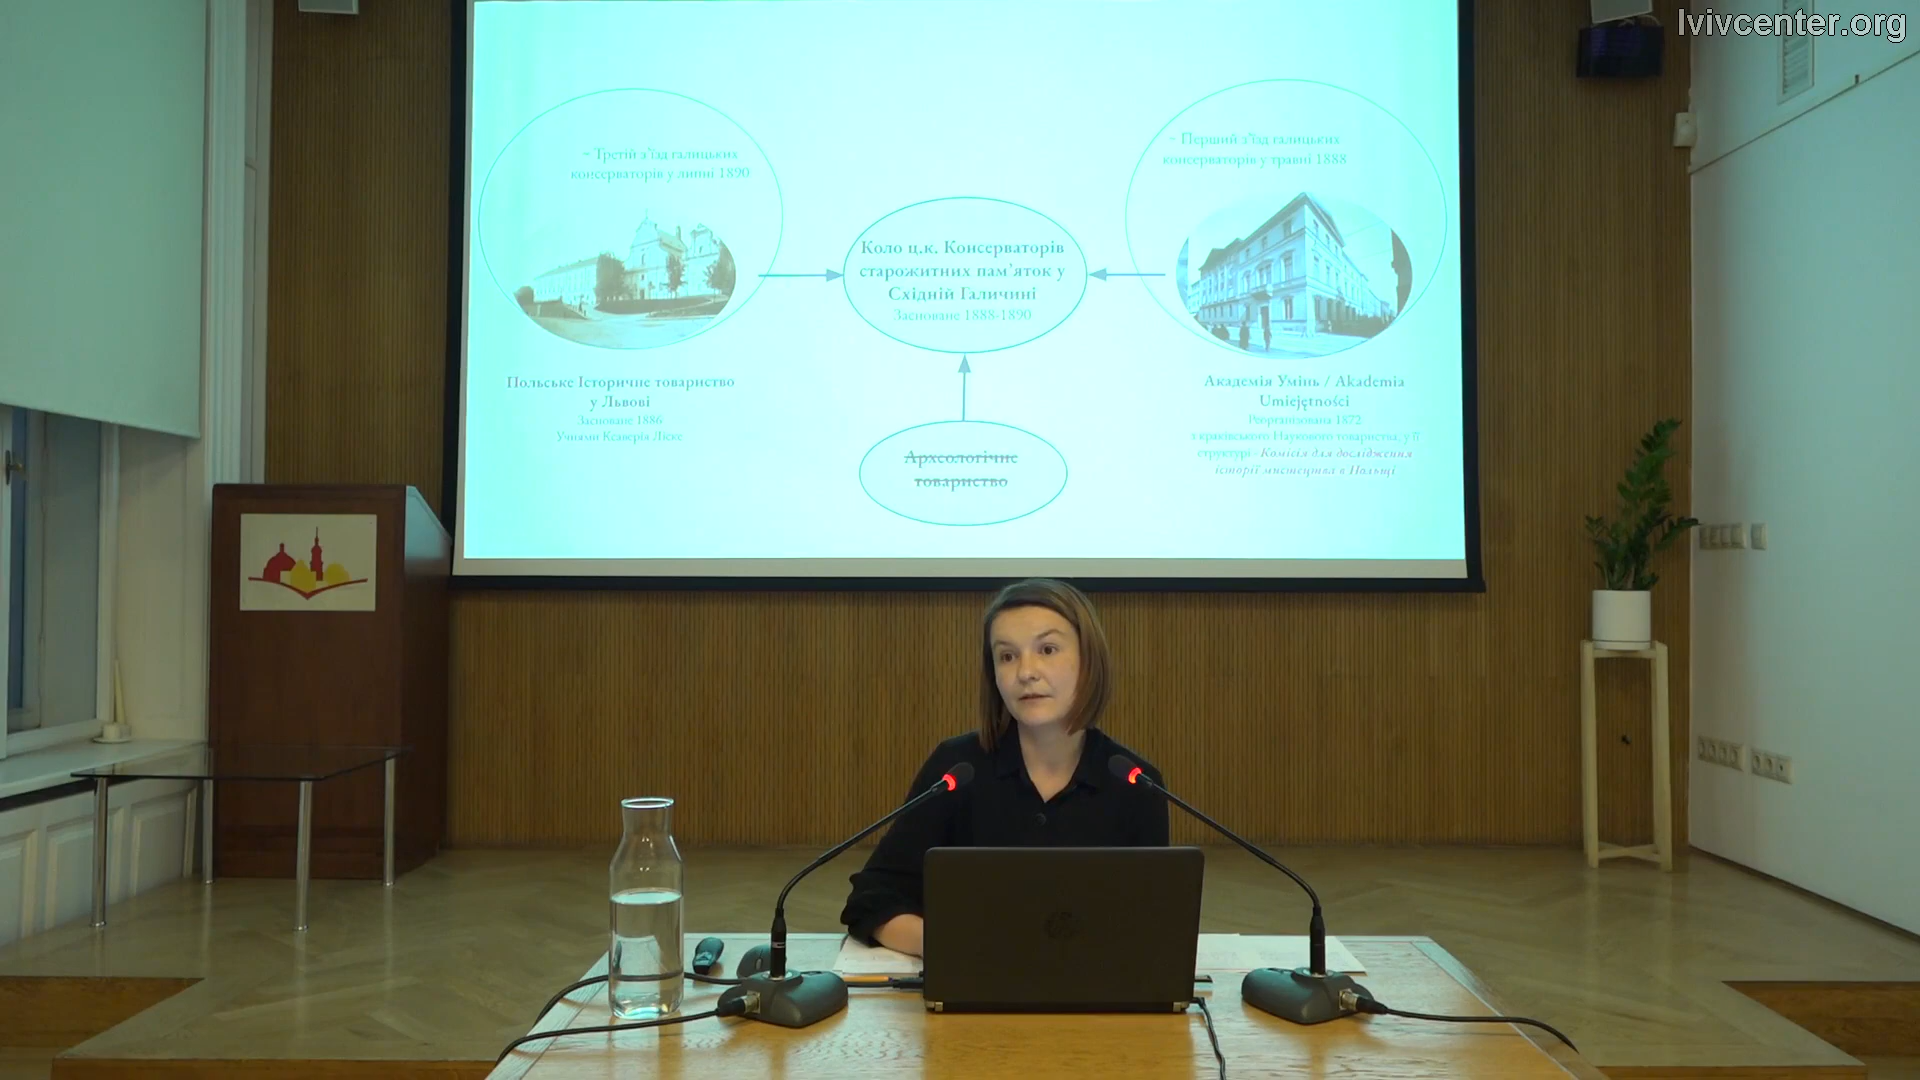 lvivcenter.org
~ Третій з'їзд галицьких
консерваторів у липні 1890
~ Перший з'їзд галицьких
консерваторів у травні 1888
Коло ц.к. Консерваторів
старожитних пам'яток у
Східній Галичині
Засноване 1888-1890
Польське Історичне товариство
у Львові
Засноване 1886
Учнями Ксаверія Ліске
Академія Умінь / Akademia
Umiejętności
Реорганізована 1872
з краківського Наукового товариства, у її
структурі - Комісія для дослідження
історії мистецтва в Польщі
Археологічне
товариство